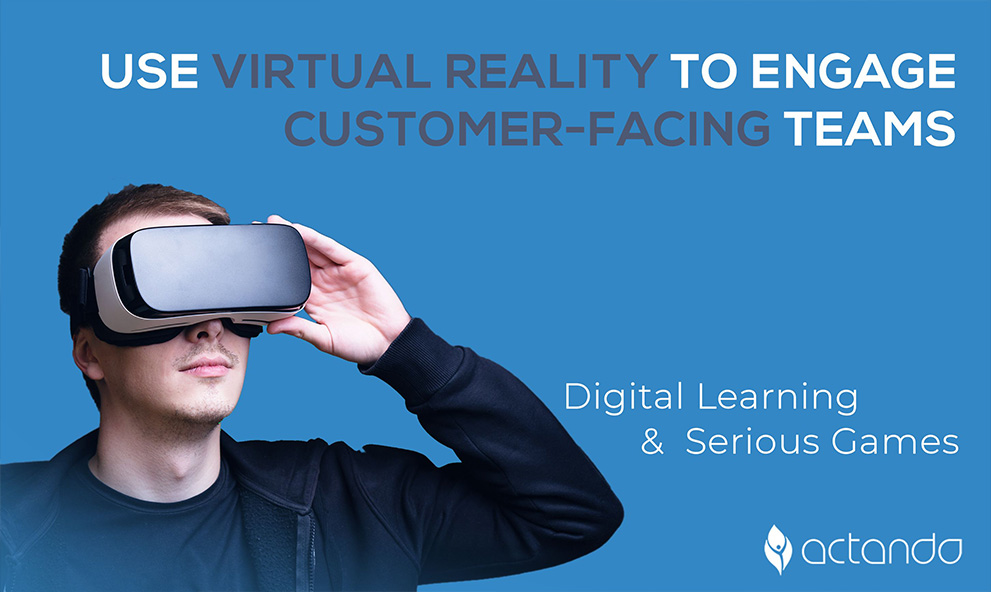 USE VIRTUAL REALITY TO ENGAGE
CUSTOMER-FACING TEAMS
Digital Learning
& Serious Games
actando